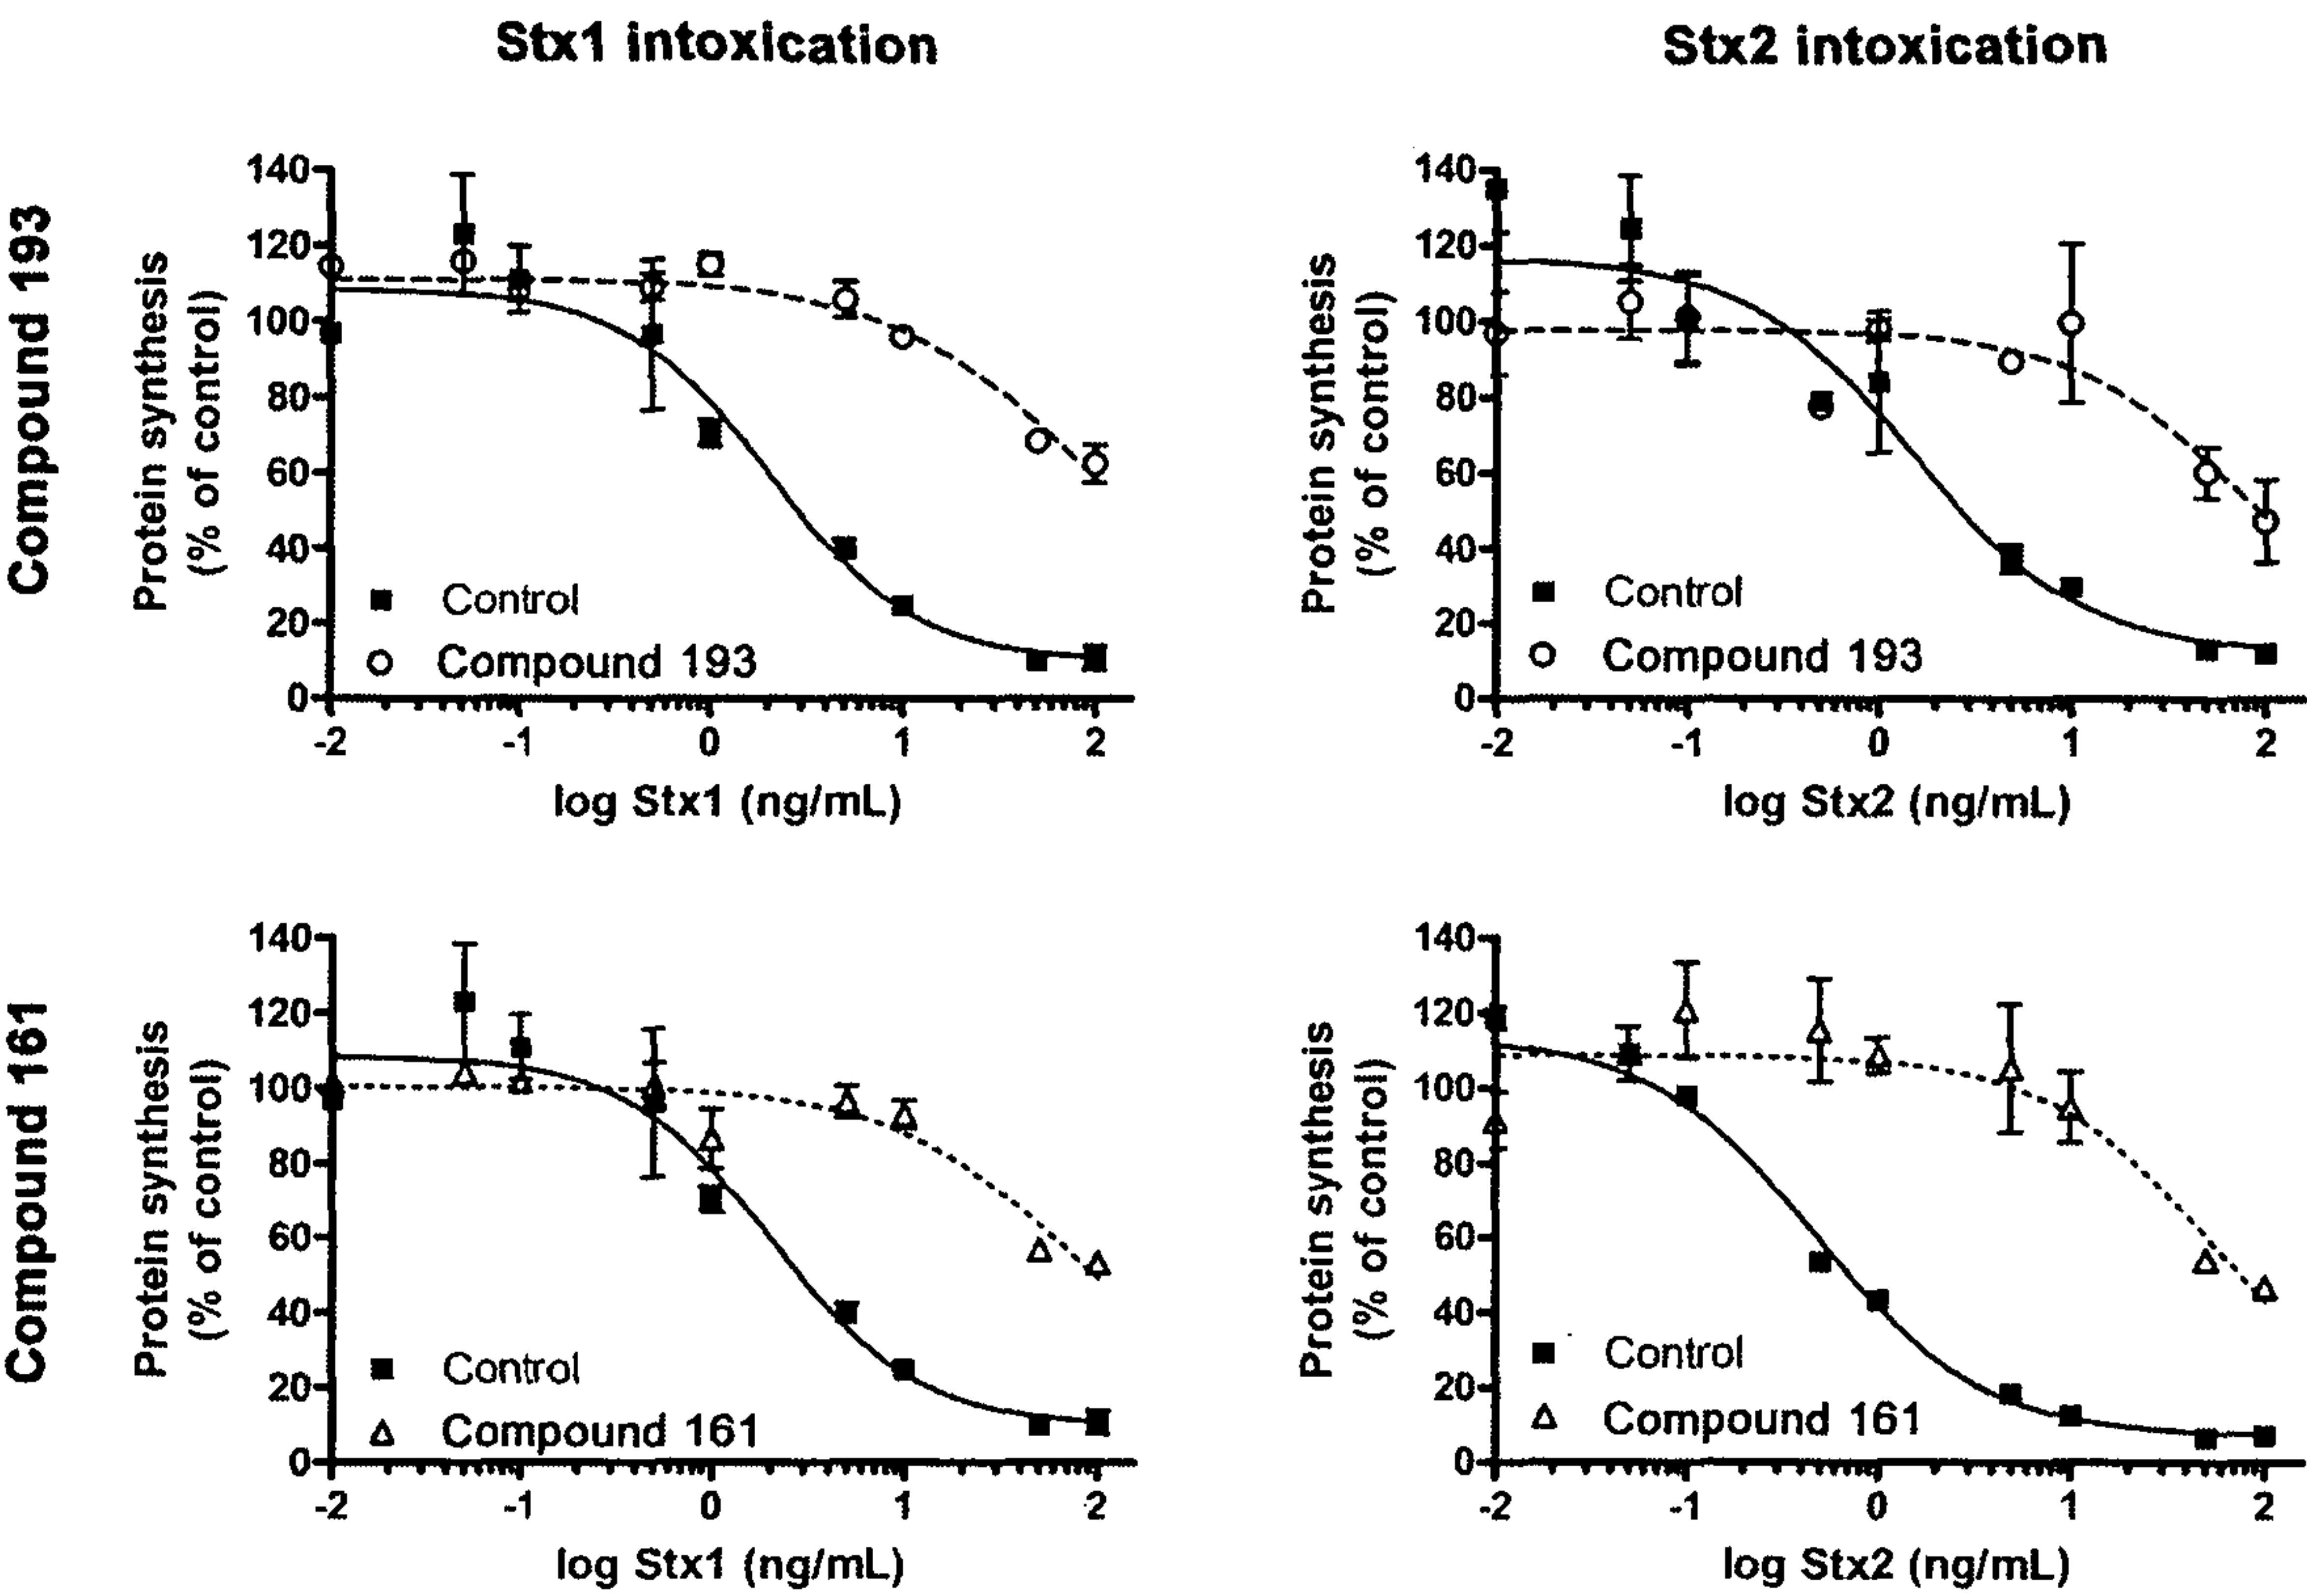 Stx1 intoxication
Stx2 intoxication
Compound 193
Protein synthesis
(% of control)
140
120
100
80
60
40
20
0
Control
Compound 193
-2 -1 0 1 2
log Stx1 (ng/mL)
Protein synthesis
(% of control)
140
120
100
80
60
40
20
0
Control
Compound 193
-2 -1 0 1 2
log Stx2 (ng/mL)
Compound 161
Protein synthesis
(% of control)
140
120
100
80
60
40
20
0
Control
Compound 161
-2 -1 0 1 2
log Stx1 (ng/mL)
Protein synthesis
(% of control)
140
120
100
80
60
40
20
0
Control
Compound 161
-2 -1 0 1 2
log Stx2 (ng/mL)